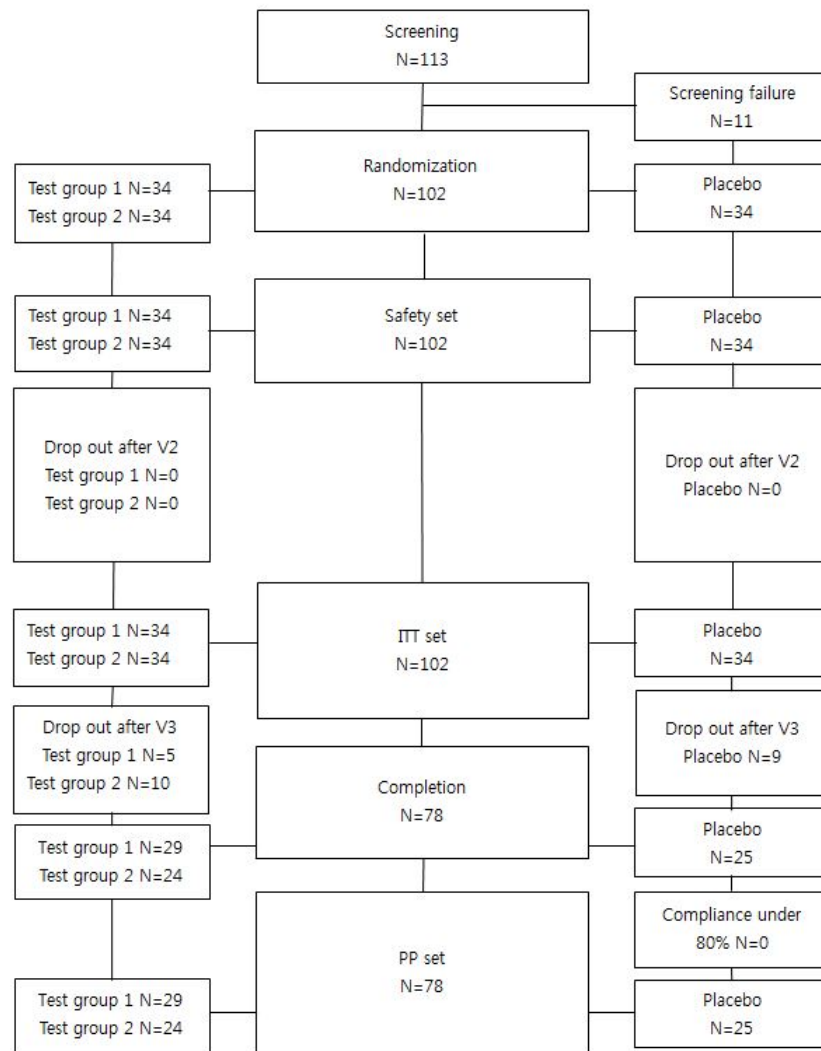 Screening
N=113
Screening failure
N=11
Randomization
N=102
Test group 1 N=34
Test group 2 N=34
Placebo
N=34
Safety set
N=102
Test group 1 N=34
Test group 2 N=34
Placebo
N=34
Drop out after V2
Test group 1 N=0
Test group 2 N=0
Drop out after V2
Placebo N=0
Test group 1 N=34
Test group 2 N=34
ITT set
N=102
Placebo
N=34
Drop out after V3
Test group 1 N=5
Test group 2 N=10
Drop out after V3
Placebo N=9
Completion
N=78
Test group 1 N=29
Test group 2 N=24
Placebo
N=25
Compliance under
80% N=0
PP set
N=78
Test group 1 N=29
Test group 2 N=24
Placebo
N=25